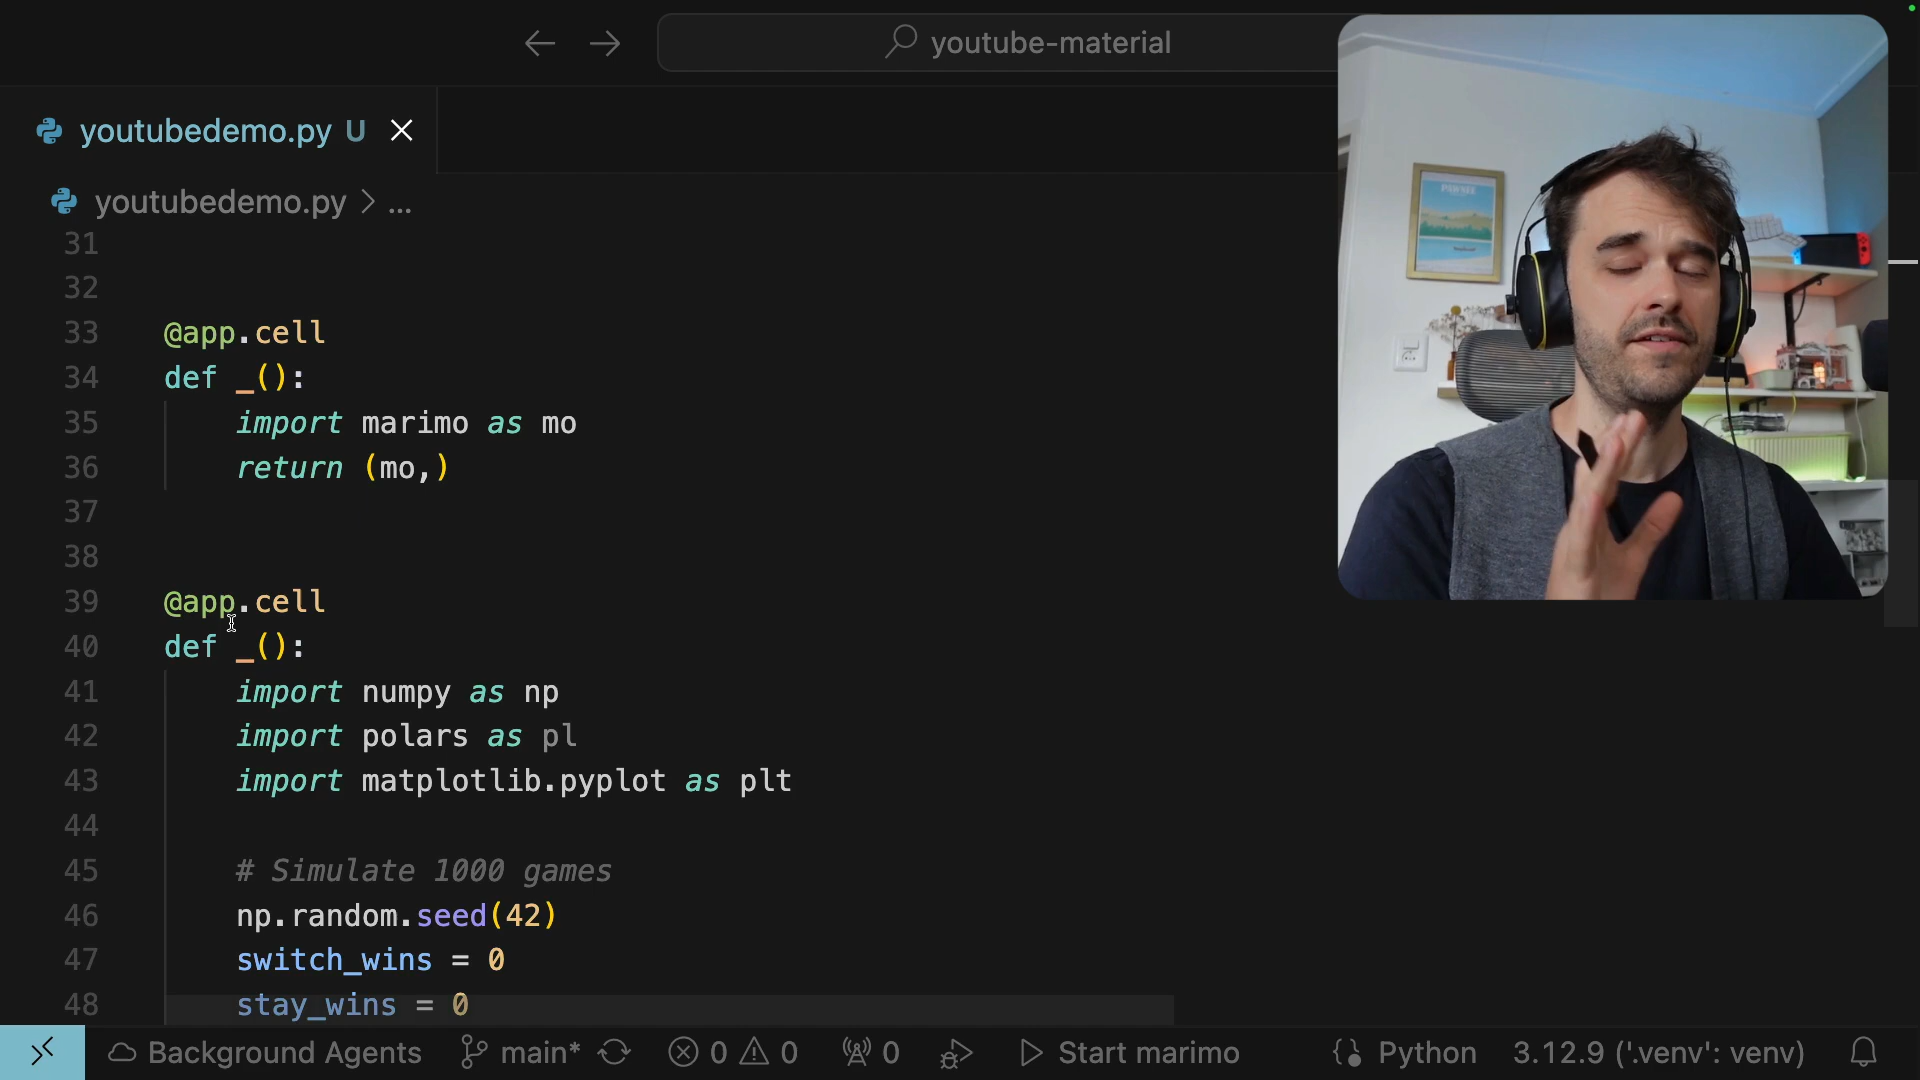 youtube-material
youtubedemo.py U
youtubedemo.py > ...
31
32
33 @app.cell
34 def _():
35 import marimo as mo
36 return (mo,)
37
38
39 @app.cell
40 def _():
41 import numpy as np
42 import polars as pl
43 import matplotlib.pyplot as plt
44
45 # Simulate 1000 games
46 np.random.seed(42)
47 switch_wins = 0
48 stay_wins = 0
Background Agents main* 0 0 0 Start marimo Python 3.12.9 ('.venv': venv)
PAWNEE